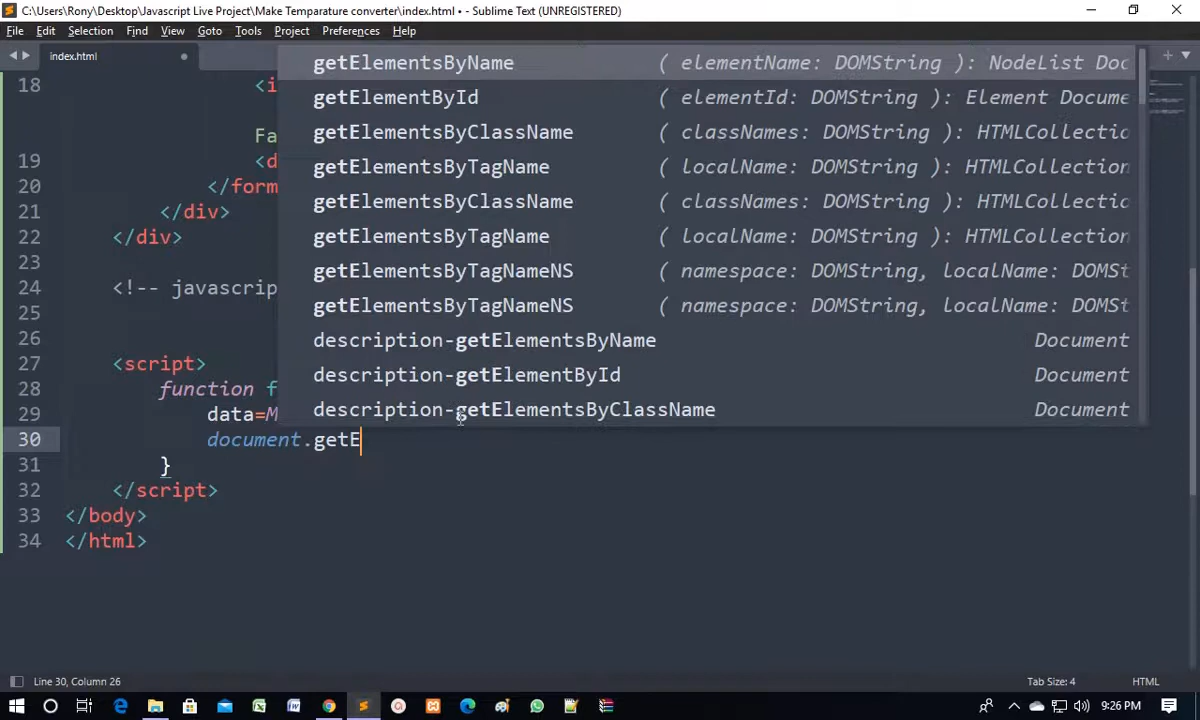 C:\Users\Rony\Desktop\Javascript Live Project\Make Temparature converter\index.html • - Sublime Text (UNREGISTERED)
File Edit Selection Find View Goto Tools Project Preferences Help
index.html
getElementsByName ( elementName: DOMString ): NodeList Doc
18 <i getElementById ( elementId: DOMString ): Element Docume
Fa getElementsByClassName ( classNames: DOMString ): HTMLCollectio
19 <d getElementsByTagName ( localName: DOMString ): HTMLCollection
20 </form getElementsByClassName ( classNames: DOMString ): HTMLCollectio
21 </div>
22 </div> getElementsByTagName ( localName: DOMString ): HTMLCollection
23 getElementsByTagNameNS ( namespace: DOMString, localName: DOMSt
24 <!-- javascrip
25 getElementsByTagNameNS ( namespace: DOMString, localName: DOMSt
26 description-getElementsByName Document
27 <script>
28 function f description-getElementById Document
29 data=M description-getElementsByClassName Document
30 document.getE
31 }
32 </script>
33 </body>
34 </html>
Line 30, Column 26 Tab Size: 4 HTML
9:26 PM